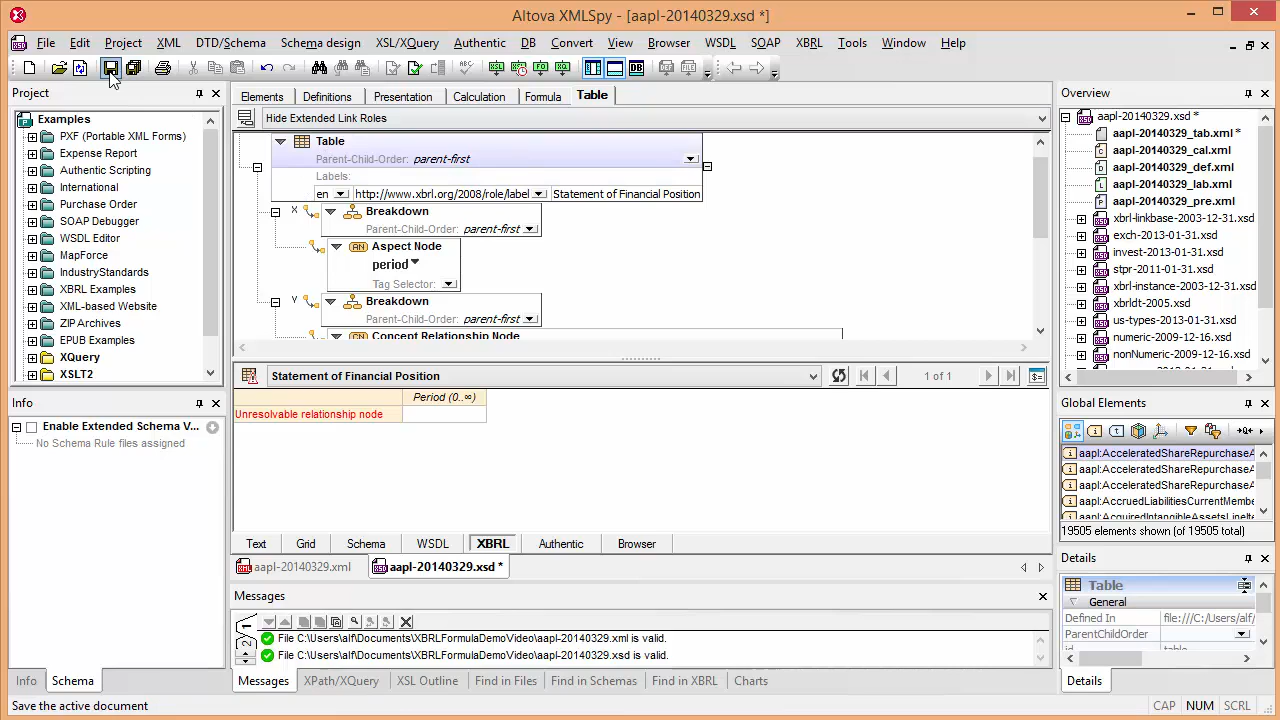 Altova XMLSpy - [aapl-20140329.xsd *]
File Edit Project XML DTD/Schema Schema design XSL/XQuery Authentic DB Convert View Browser WSDL SOAP XBRL Tools Window Help
Project
Examples
PXF (Portable XML Forms)
Expense Report
Authentic Scripting
International
Purchase Order
SOAP Debugger
WSDL Editor
MapForce
IndustryStandards
XBRL Examples
XML-based Website
ZIP Archives
EPUB Examples
XQuery
XSLT2
Info
Enable Extended Schema V...
No Schema Rule files assigned
Info Schema
Elements Definitions Presentation Calculation Formula Table
Hide Extended Link Roles
Table
Parent-Child-Order: parent-first
Labels:
en http://www.xbrl.org/2008/role/label Statement of Financial Position
X Breakdown
Parent-Child-Order: parent-first
AN Aspect Node
period
Tag Selector:
Y Breakdown
Parent-Child-Order: parent-first
Concept Relationship Node
Statement of Financial Position 1 of 1
Period (0..∞)
Unresolvable relationship node
Text Grid Schema WSDL XBRL Authentic Browser
aapl-20140329.xml aapl-20140329.xsd *
Messages
1
2
File C:\Users\alf\Documents\XBRLFormulaDemoVideo\aapl-20140329.xml is valid.
File C:\Users\alf\Documents\XBRLFormulaDemoVideo\aapl-20140329.xsd is valid.
Messages XPath/XQuery XSL Outline Find in Files Find in Schemas Find in XBRL Charts
Overview
aapl-20140329.xsd *
aapl-20140329_tab.xml *
aapl-20140329_cal.xml
aapl-20140329_def.xml
aapl-20140329_lab.xml
aapl-20140329_pre.xml
xbrl-linkbase-2003-12-31.xsd
exch-2013-01-31.xsd
invest-2013-01-31.xsd
stpr-2011-01-31.xsd
xbrl-instance-2003-12-31.xsd
xbrldt-2005.xsd
us-types-2013-01-31.xsd
numeric-2009-12-16.xsd
nonNumeric-2009-12-16.xsd
Global Elements
aapl:AcceleratedShareRepurchaseA
aapl:AcceleratedShareRepurchaseA
aapl:AcceleratedShareRepurchaseA
aapl:AccruedLiabilitiesCurrentMembe
aapl:AcquiredIntangibleAssetsLineIte
19505 elements shown (of 19505 total)
Details
Table
General
Defined In file:///C:/Users/alf/
ParentChildOrder
id table
Details
Save the active document CAP NUM SCRL